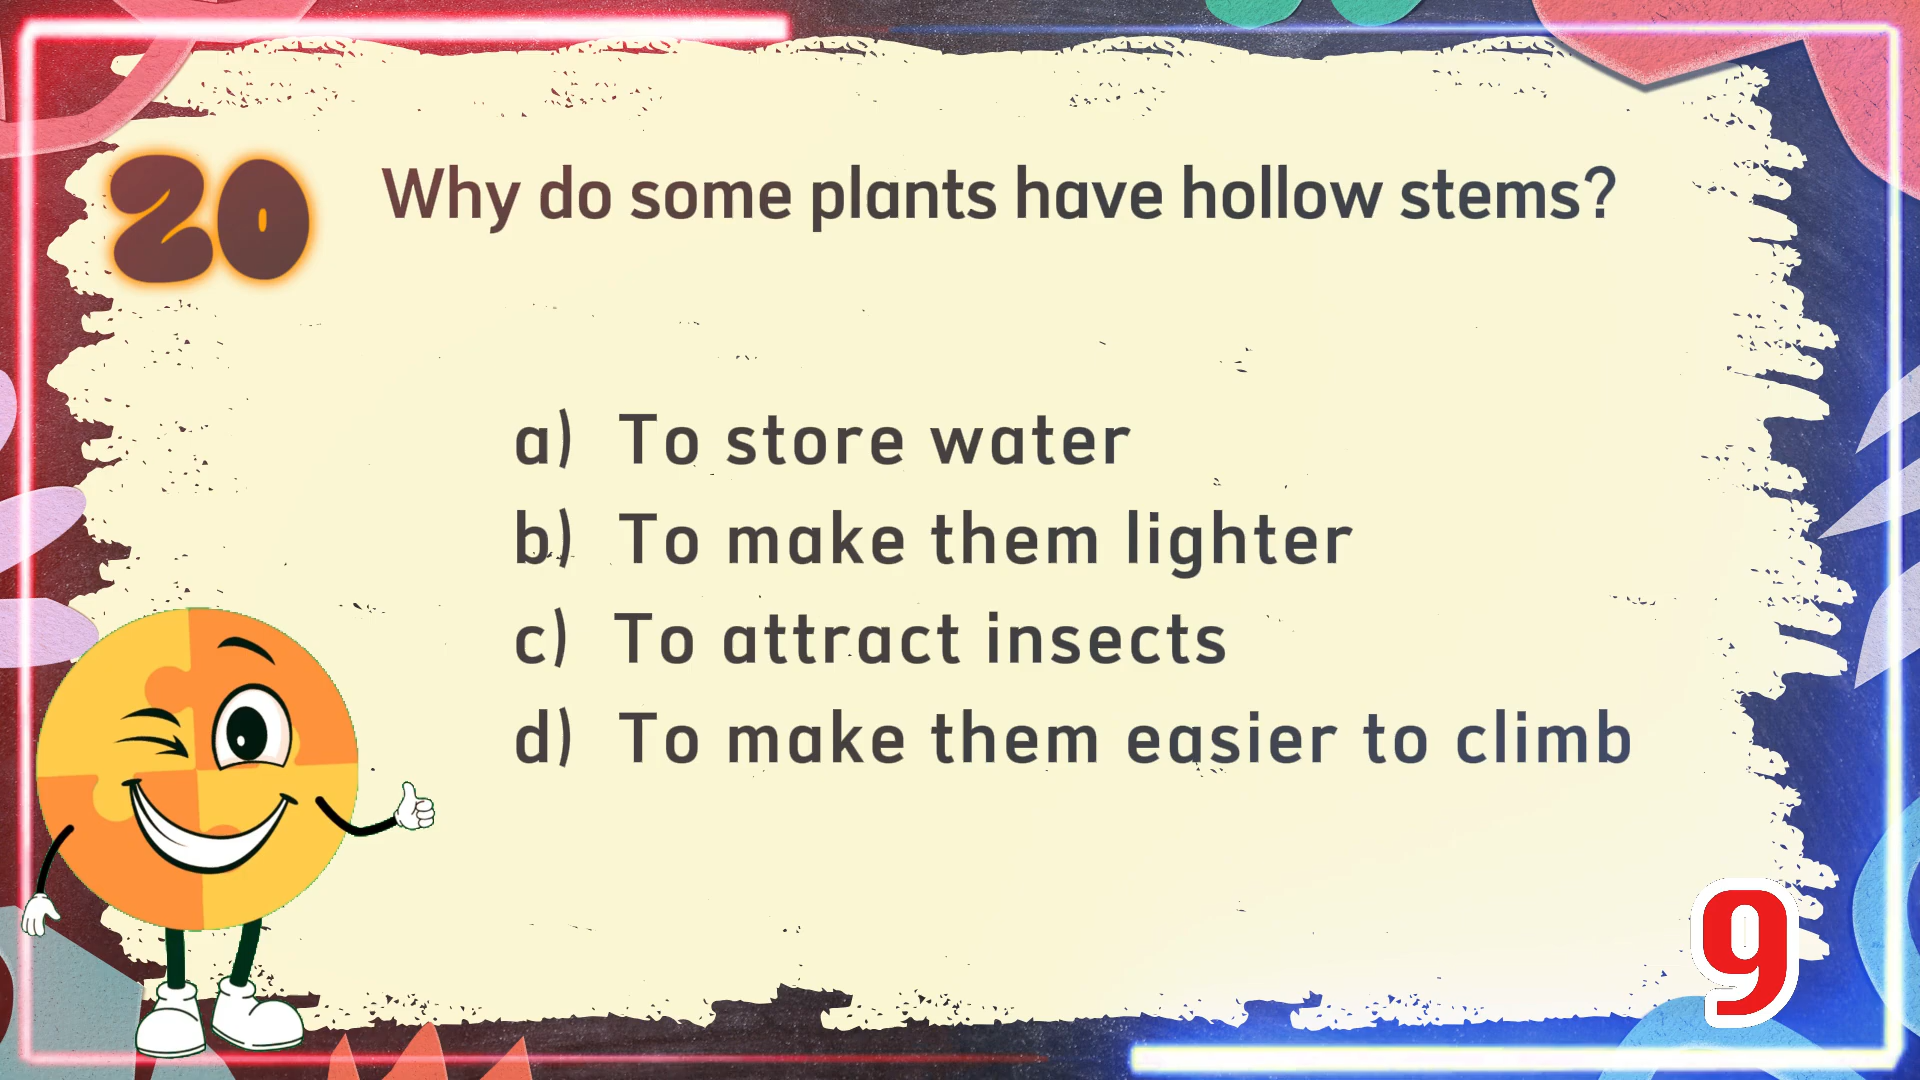 20 Why do some plants have hollow stems?
a) To store water
b) To make them lighter
c) To attract insects
d) To make them easier to climb
9